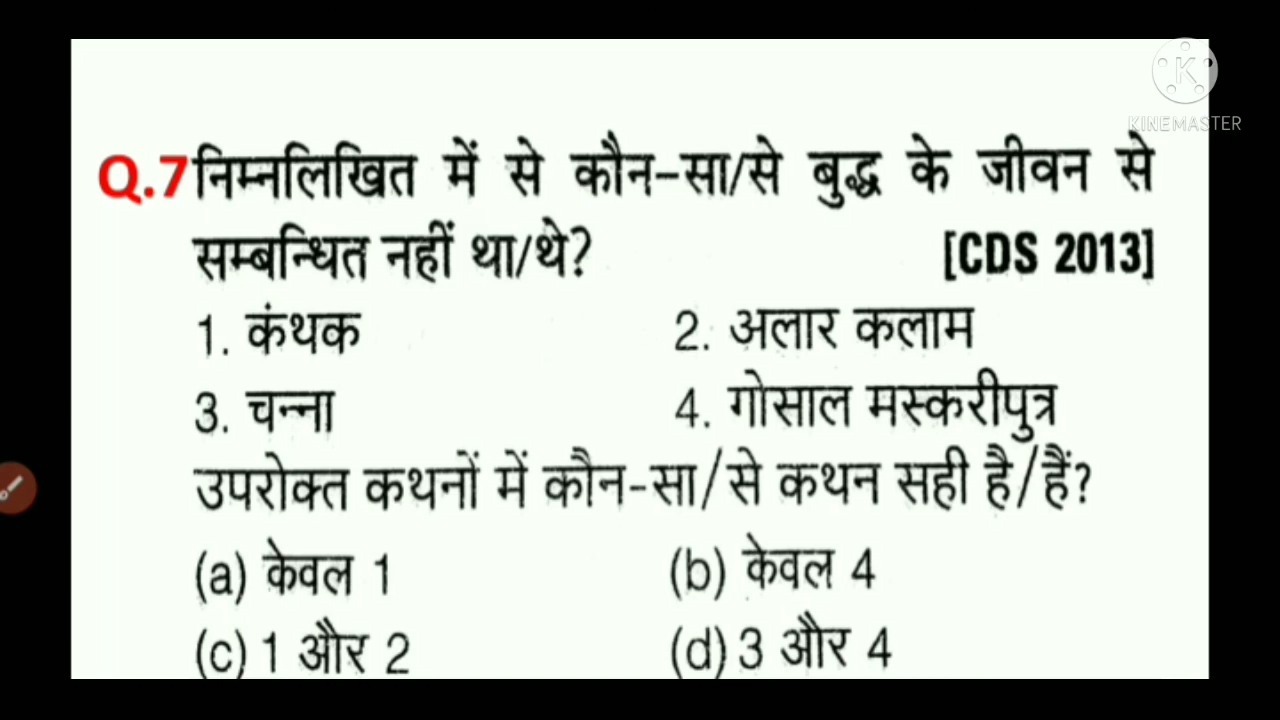 KINEMASTER
Q.7 निम्नलिखित में से कौन-सा/से बुद्ध के जीवन से
सम्बन्धित नहीं था/थे? [CDS 2013]
1. कंथक 2. अलार कलाम
3. चन्ना 4. गोसाल मस्करीपुत्र
उपरोक्त कथनों में कौन-सा/से कथन सही है/हैं?
(a) केवल 1 (b) केवल 4
(c) 1 और 2 (d) 3 और 4